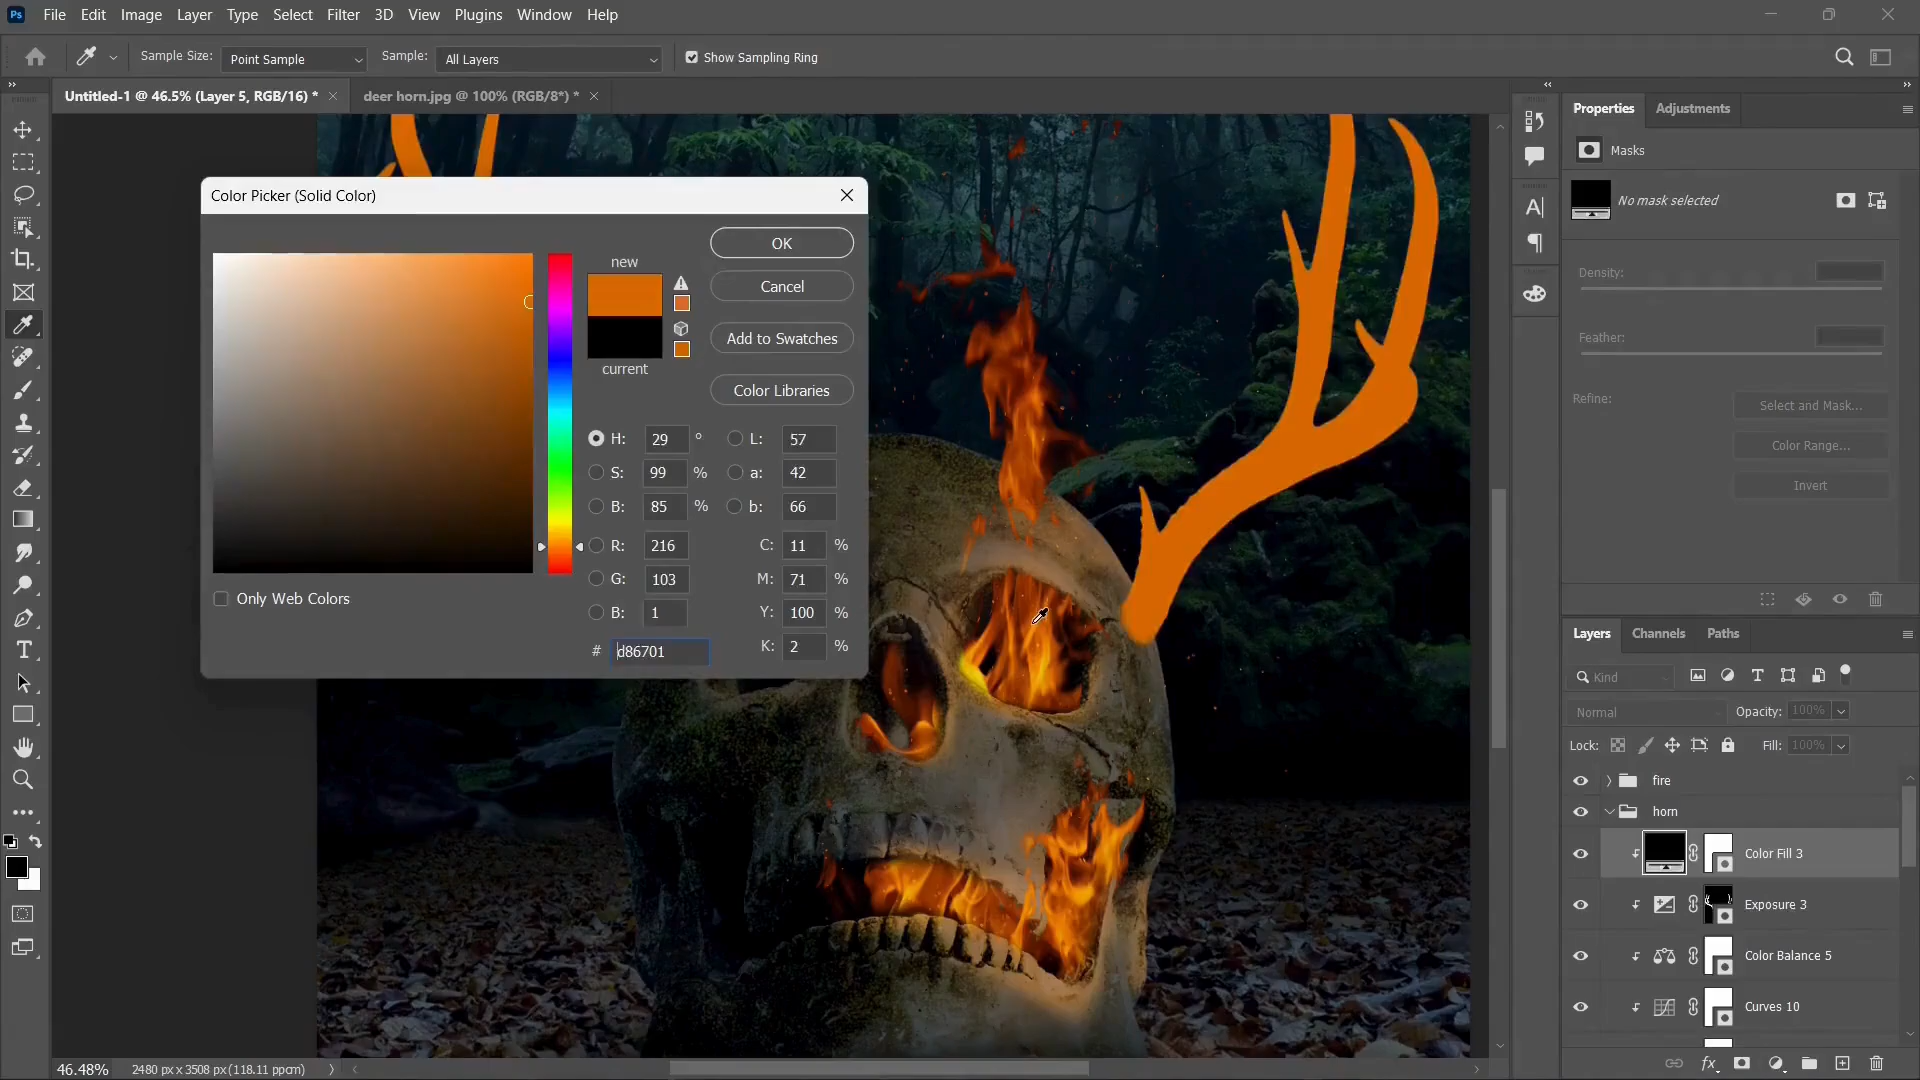 Ps File Edit Image Layer Type Select Filter 3D View Plugins Window Help
Sample Size: Point Sample Sample: All Layers Show Sampling Ring
Untitled-1 @ 46.5% (Layer 5, RGB/16) * deer horn.jpg @ 100% (RGB/8*) *
Properties Adjustments
Masks
No mask selected
Density:
Feather:
Refine: Select and Mask...
Color Range...
Invert
Color Picker (Solid Color)
new
current
OK
Cancel
Add to Swatches
Color Libraries
H: 29 ° L: 57
S: 99 % a: 42
B: 85 % b: 66
R: 216 C: 11 %
G: 103 M: 71 %
B: 1 Y: 100 %
# d86701 K: 2 %
Only Web Colors
Layers Channels Paths
Kind
Normal Opacity: 100%
Lock: Fill: 100%
fire
horn
Color Fill 3
Exposure 3
Color Balance 5
Curves 10
fx
46.48% 2480 px x 3508 px (118.11 ppcm)